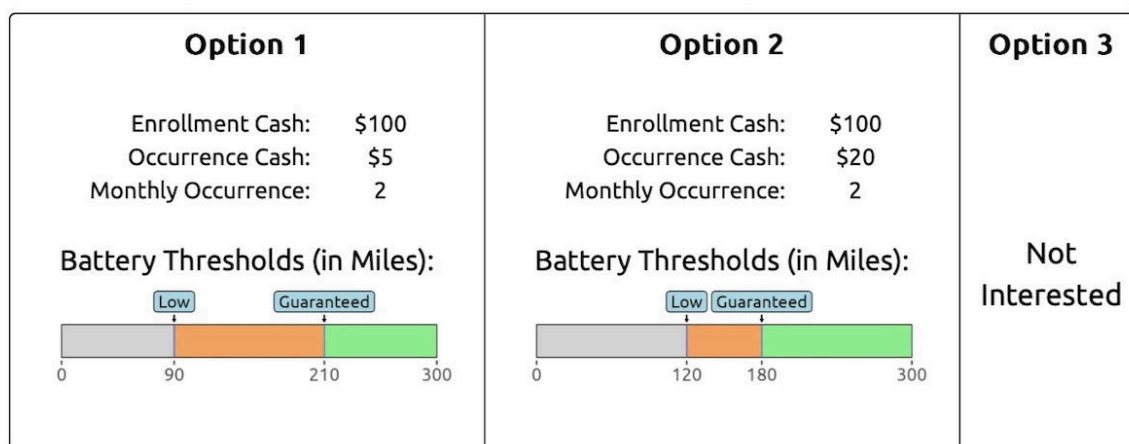 Option 1
Enrollment Cash: $100
Occurrence Cash: $5
Monthly Occurrence: 2
Battery Thresholds (in Miles):
Low Guaranteed
0 90 210 300
Option 2
Enrollment Cash: $100
Occurrence Cash: $20
Monthly Occurrence: 2
Battery Thresholds (in Miles):
Low Guaranteed
0 120 180 300
Option 3
Not
Interested